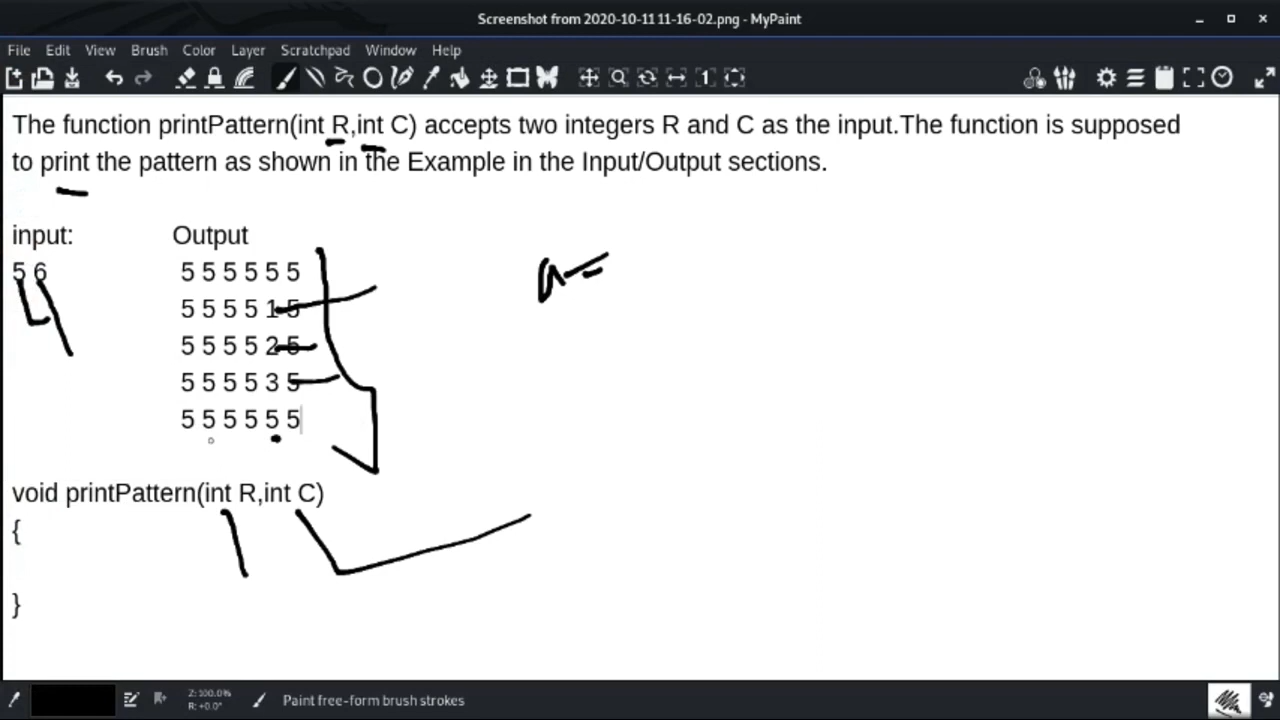 Screenshot from 2020-10-11 11-16-02.png - MyPaint
File Edit View Brush Color Layer Scratchpad Window Help
The function printPattern(int R,int C) accepts two integers R and C as the input.The function is supposed
to print the pattern as shown in the Example in the Input/Output sections.
input: Output
5 6 5 5 5 5 5 5
5 5 5 5 1 5
5 5 5 5 2 5
5 5 5 5 3 5
5 5 5 5 5 5
a=
void printPattern(int R,int C)
{
}
Z: 100.0%
R: +0.0°
Paint free-form brush strokes